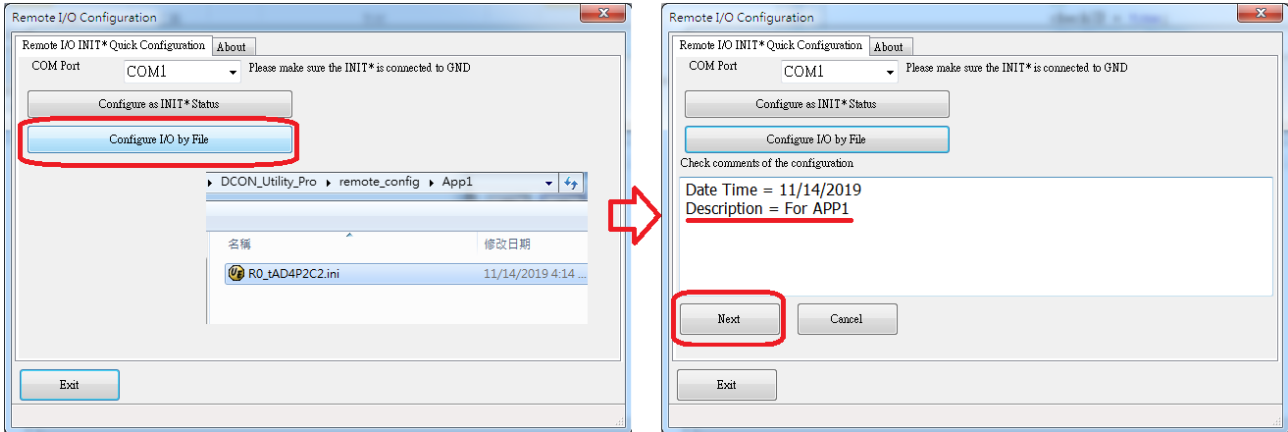 Remote I/O Configuration
Remote I/O INIT* Quick Configuration About
COM Port COM1 Please make sure the INIT* is connected to GND
Configure as INIT* Status
Configure I/O by File
DCON_Utility_Pro remote_config App1
名稱 修改日期
R0_tAD4P2C2.ini 11/14/2019 4:14 ...
Exit
Remote I/O Configuration
Remote I/O INIT* Quick Configuration About
COM Port COM1 Please make sure the INIT* is connected to GND
Configure as INIT* Status
Configure I/O by File
Check comments of the configuration
Date Time = 11/14/2019
Description = For APP1
Next Cancel
Exit